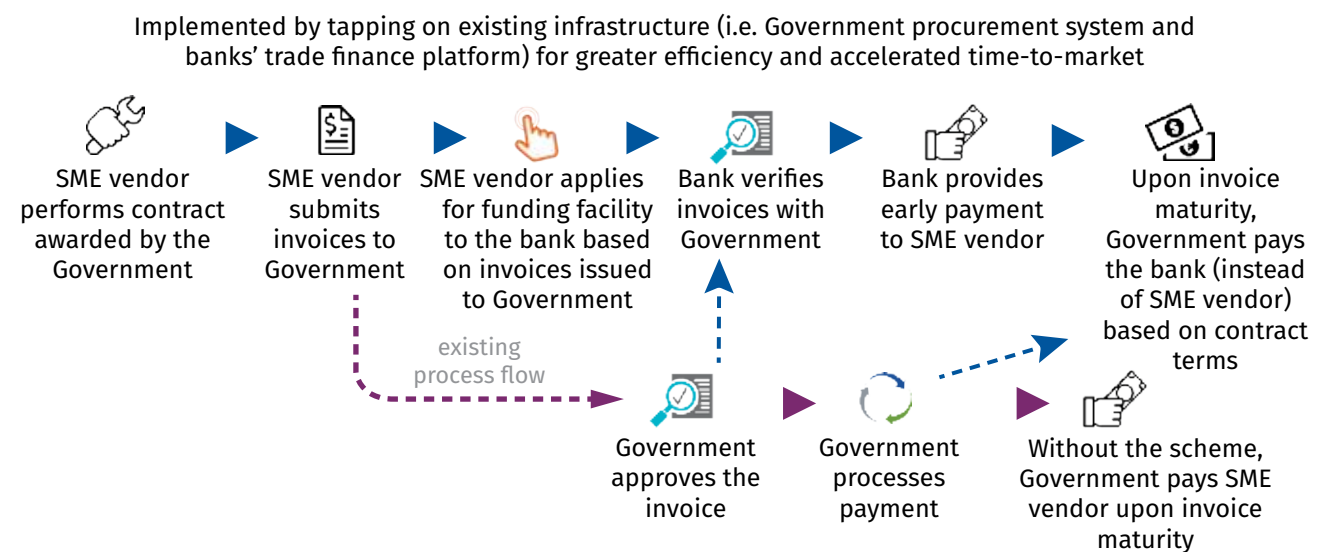 Implemented by tapping on existing infrastructure (i.e. Government procurement system and
banks' trade finance platform) for greater efficiency and accelerated time-to-market
SME vendor
performs contract
awarded by the
Government
SME vendor
submits
invoices to
Government
SME vendor applies
for funding facility
to the bank based
on invoices issued
to Government
Bank verifies
invoices with
Government
Bank provides
early payment
to SME vendor
Upon invoice
maturity,
Government pays
the bank (instead
of SME vendor)
based on contract
terms
existing
process flow
Government
approves the
invoice
Government
processes
payment
Without the scheme,
Government pays SME
vendor upon invoice
maturity